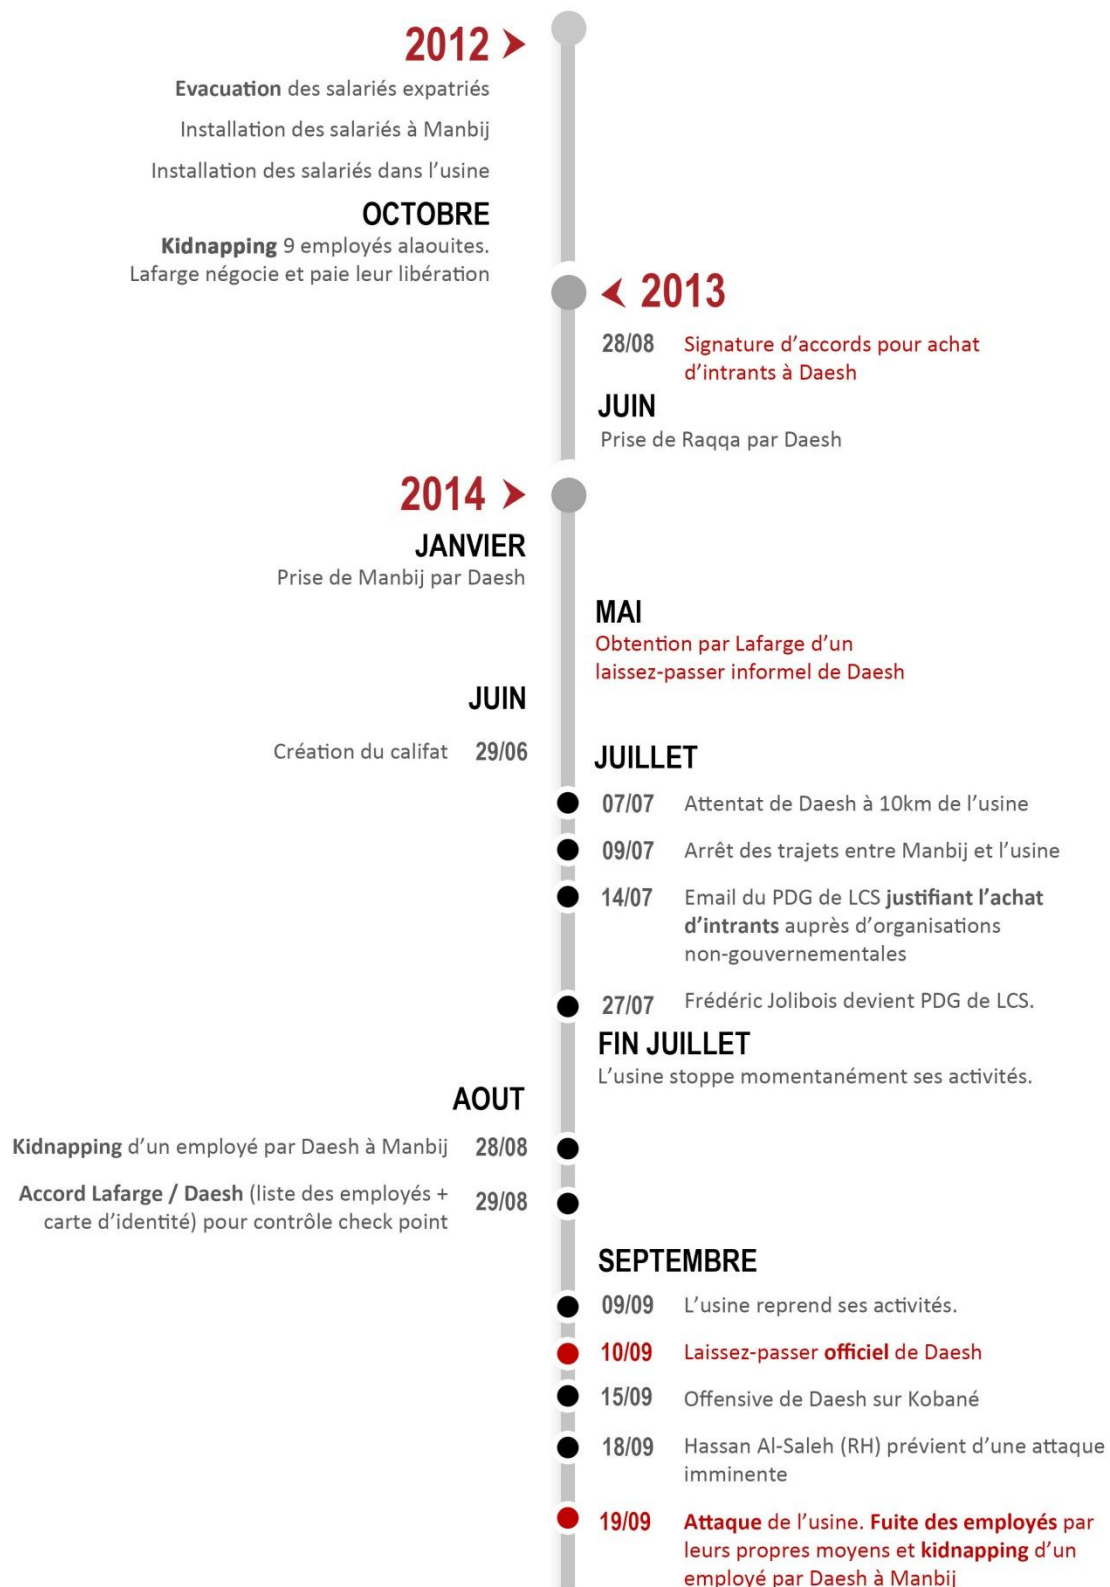 2012
Evacuation des salariés expatriés
Installation des salariés à Manbij
Installation des salariés dans l’usine
OCTOBRE
Kidnapping 9 employés alaouites.
Lafarge négocie et paie leur libération
2013
28/08 Signature d’accords pour achat
d’intrants à Daesh
JUIN
Prise de Raqqa par Daesh
2014
JANVIER
Prise de Manbij par Daesh
MAI
Obtention par Lafarge d’un
laissez-passer informel de Daesh
JUIN
Création du califat 29/06
JUILLET
07/07 Attentat de Daesh à 10km de l’usine
09/07 Arrêt des trajets entre Manbij et l’usine
14/07 Email du PDG de LCS justifiant l’achat
d’intrants auprès d’organisations
non-gouvernementales
27/07 Frédéric Jolibois devient PDG de LCS.
FIN JUILLET
L’usine stoppe momentanément ses activités.
AOUT
Kidnapping d’un employé par Daesh à Manbij 28/08
Accord Lafarge / Daesh (liste des employés + 29/08
carte d’identité) pour contrôle check point
SEPTEMBRE
09/09 L’usine reprend ses activités.
10/09 Laissez-passer officiel de Daesh
15/09 Offensive de Daesh sur Kobané
18/09 Hassan Al-Saleh (RH) prévient d’une attaque
imminente
19/09 Attaque de l’usine. Fuite des employés par
leurs propres moyens et kidnapping d’un
employé par Daesh à Manbij